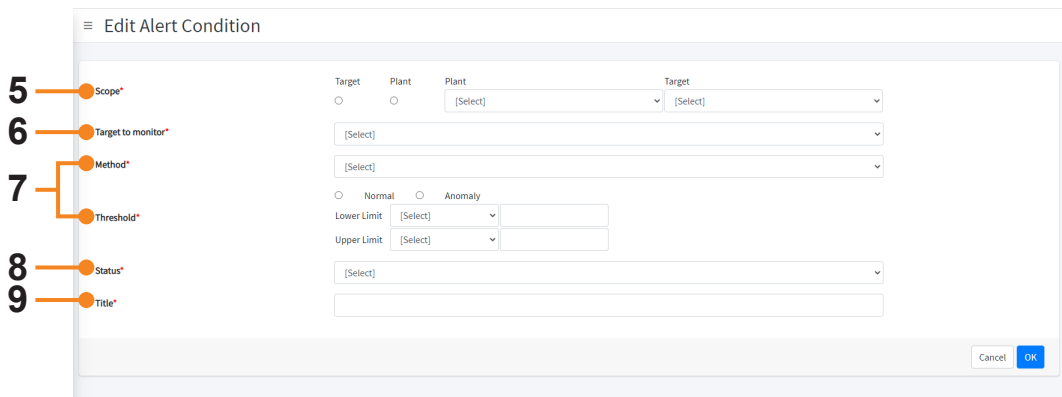 ≡ Edit Alert Condition
Target Plant Plant Target
5 Scope* [Select] [Select]
6 Target to monitor* [Select]
7 Method* [Select]
Normal Anomaly
Threshold* Lower Limit [Select]
Upper Limit [Select]
8 Status* [Select]
9 Title*
Cancel OK